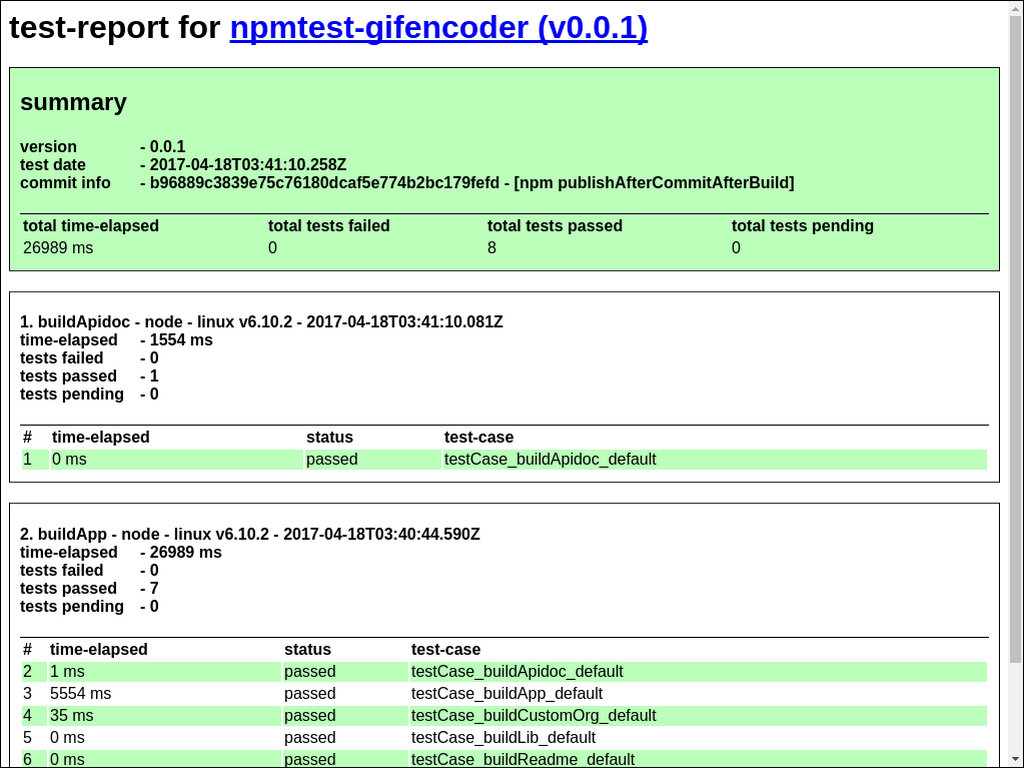 test-report for npmtest-gifencoder (v0.0.1)
summary
version - 0.0.1
test date - 2017-04-18T03:41:10.258Z
commit info - b96889c3839e75c76180dcaf5e774b2bc179fefd - [npm publishAfterCommitAfterBuild]
total time-elapsed total tests failed total tests passed total tests pending
26989 ms 0 8 0
1. buildApidoc - node - linux v6.10.2 - 2017-04-18T03:41:10.081Z
time-elapsed - 1554 ms
tests failed - 0
tests passed - 1
tests pending - 0
# time-elapsed status test-case
1 0 ms passed testCase_buildApidoc_default
2. buildApp - node - linux v6.10.2 - 2017-04-18T03:40:44.590Z
time-elapsed - 26989 ms
tests failed - 0
tests passed - 7
tests pending - 0
# time-elapsed status test-case
2 1 ms passed testCase_buildApidoc_default
3 5554 ms passed testCase_buildApp_default
4 35 ms passed testCase_buildCustomOrg_default
5 0 ms passed testCase_buildLib_default
6 0 ms passed testCase_buildReadme_default